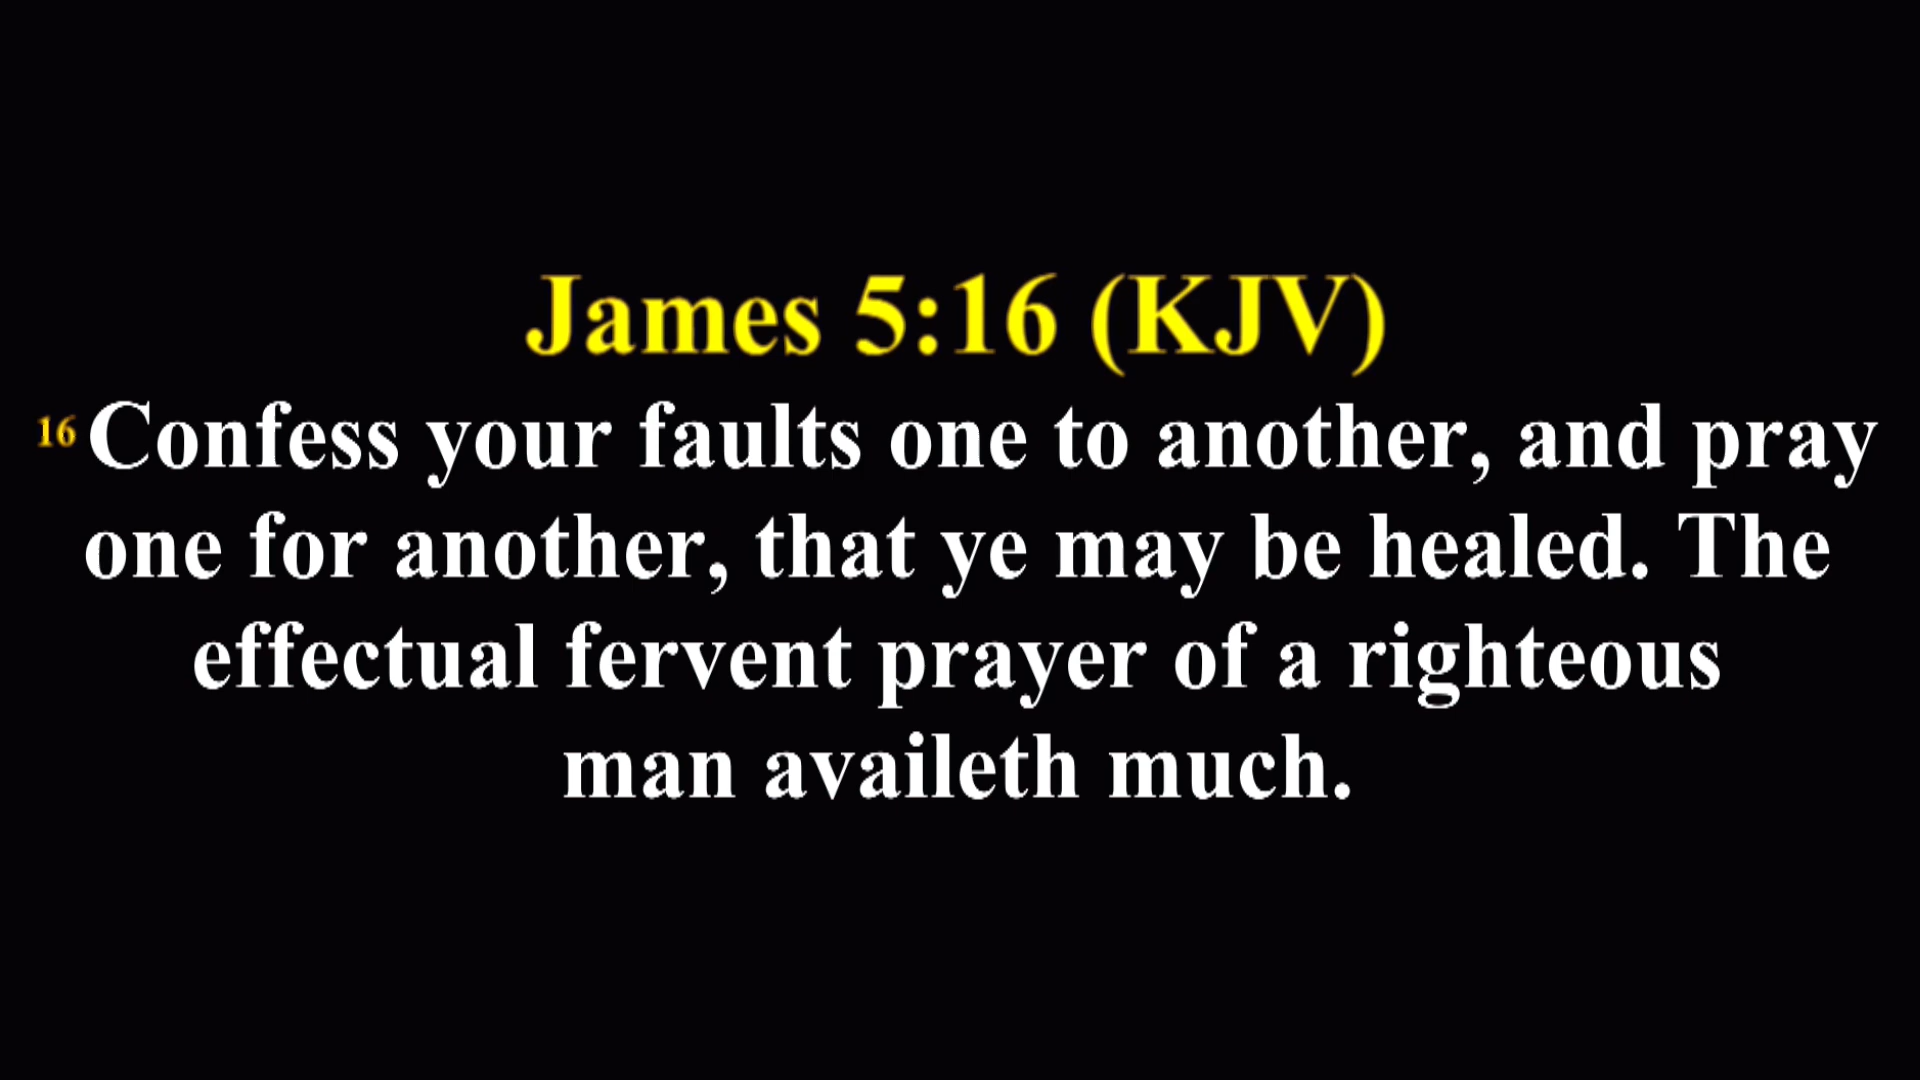 James 5:16 (KJV)
16 Confess your faults one to another, and pray
one for another, that ye may be healed. The
effectual fervent prayer of a righteous
man availeth much.